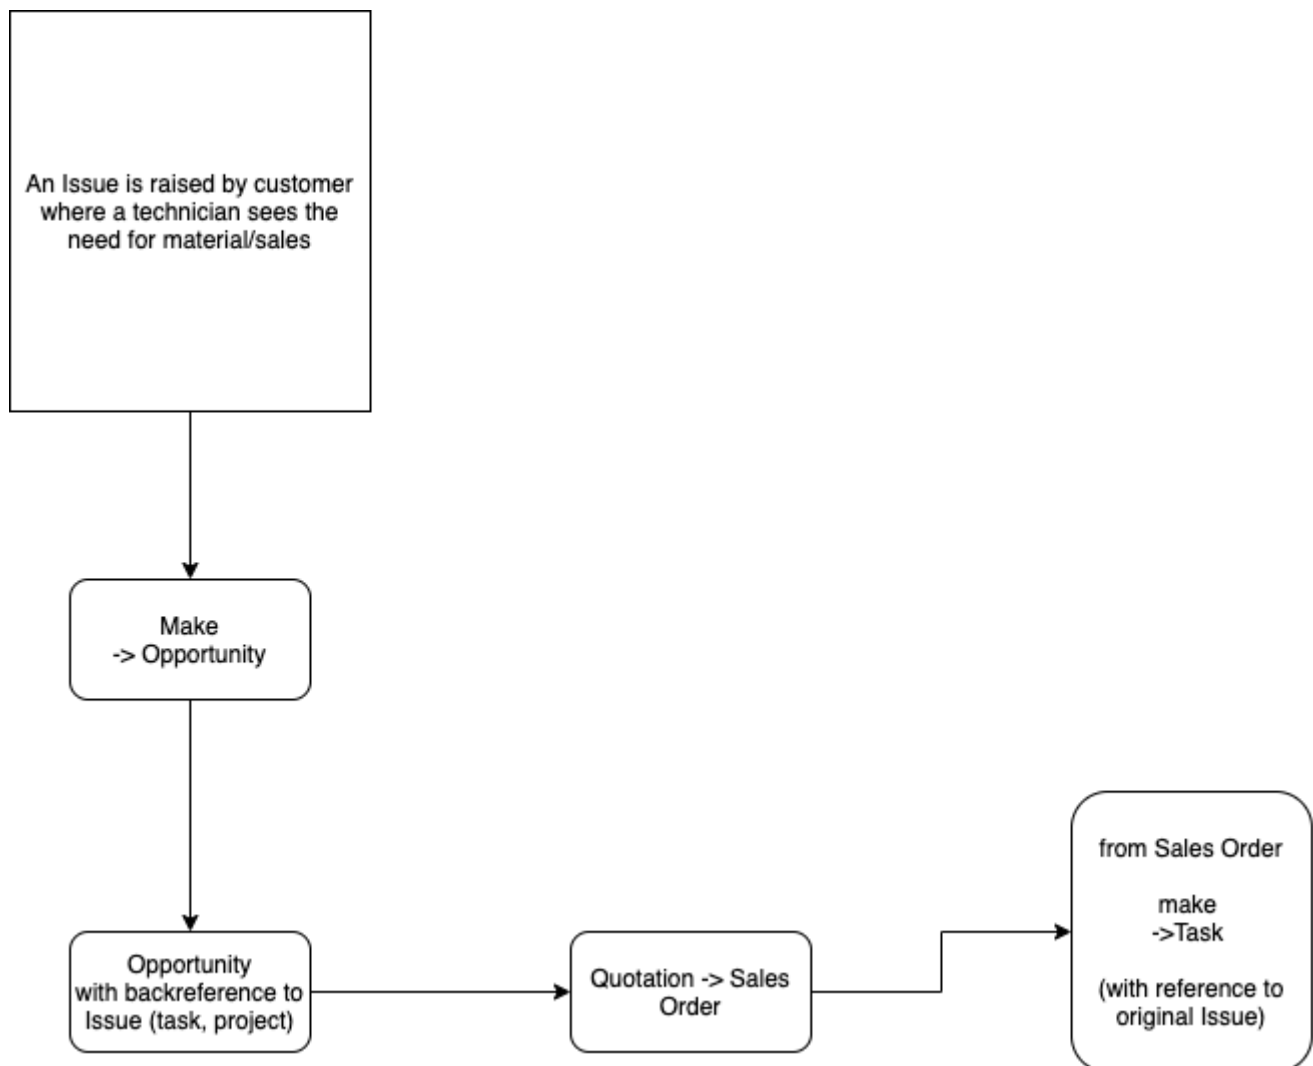 An Issue is raised by customer
where a technician sees the
need for material/sales
Make
-> Opportunity
Opportunity
with backreference to
Issue (task, project)
Quotation -> Sales
Order
from Sales Order
make
->Task
(with reference to
original Issue)